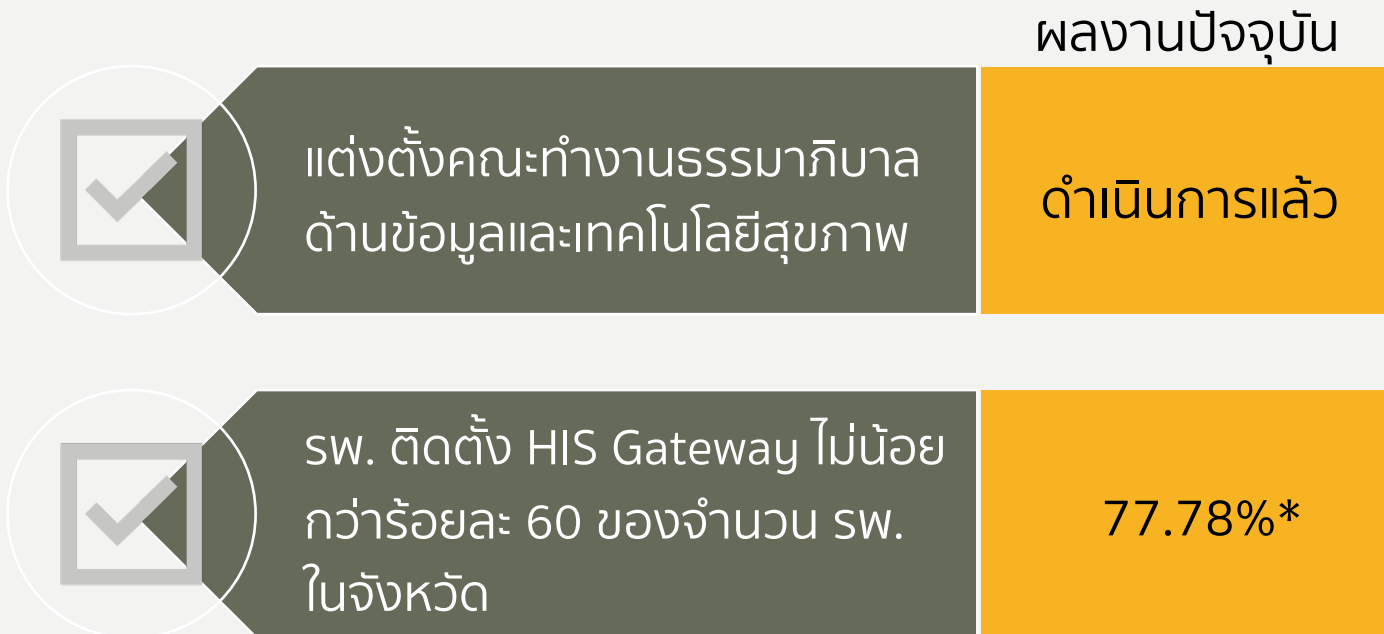 ผลงานปัจจุบัน
แต่งตั้งคณะทำงานธรรมาภิบาล
ด้านข้อมูลและเทคโนโลยีสุขภาพ
ดำเนินการแล้ว
รพ. ติดตั้ง HIS Gateway ไม่น้อย
กว่าร้อยละ 60 ของจำนวน รพ.
ในจังหวัด
77.78%*